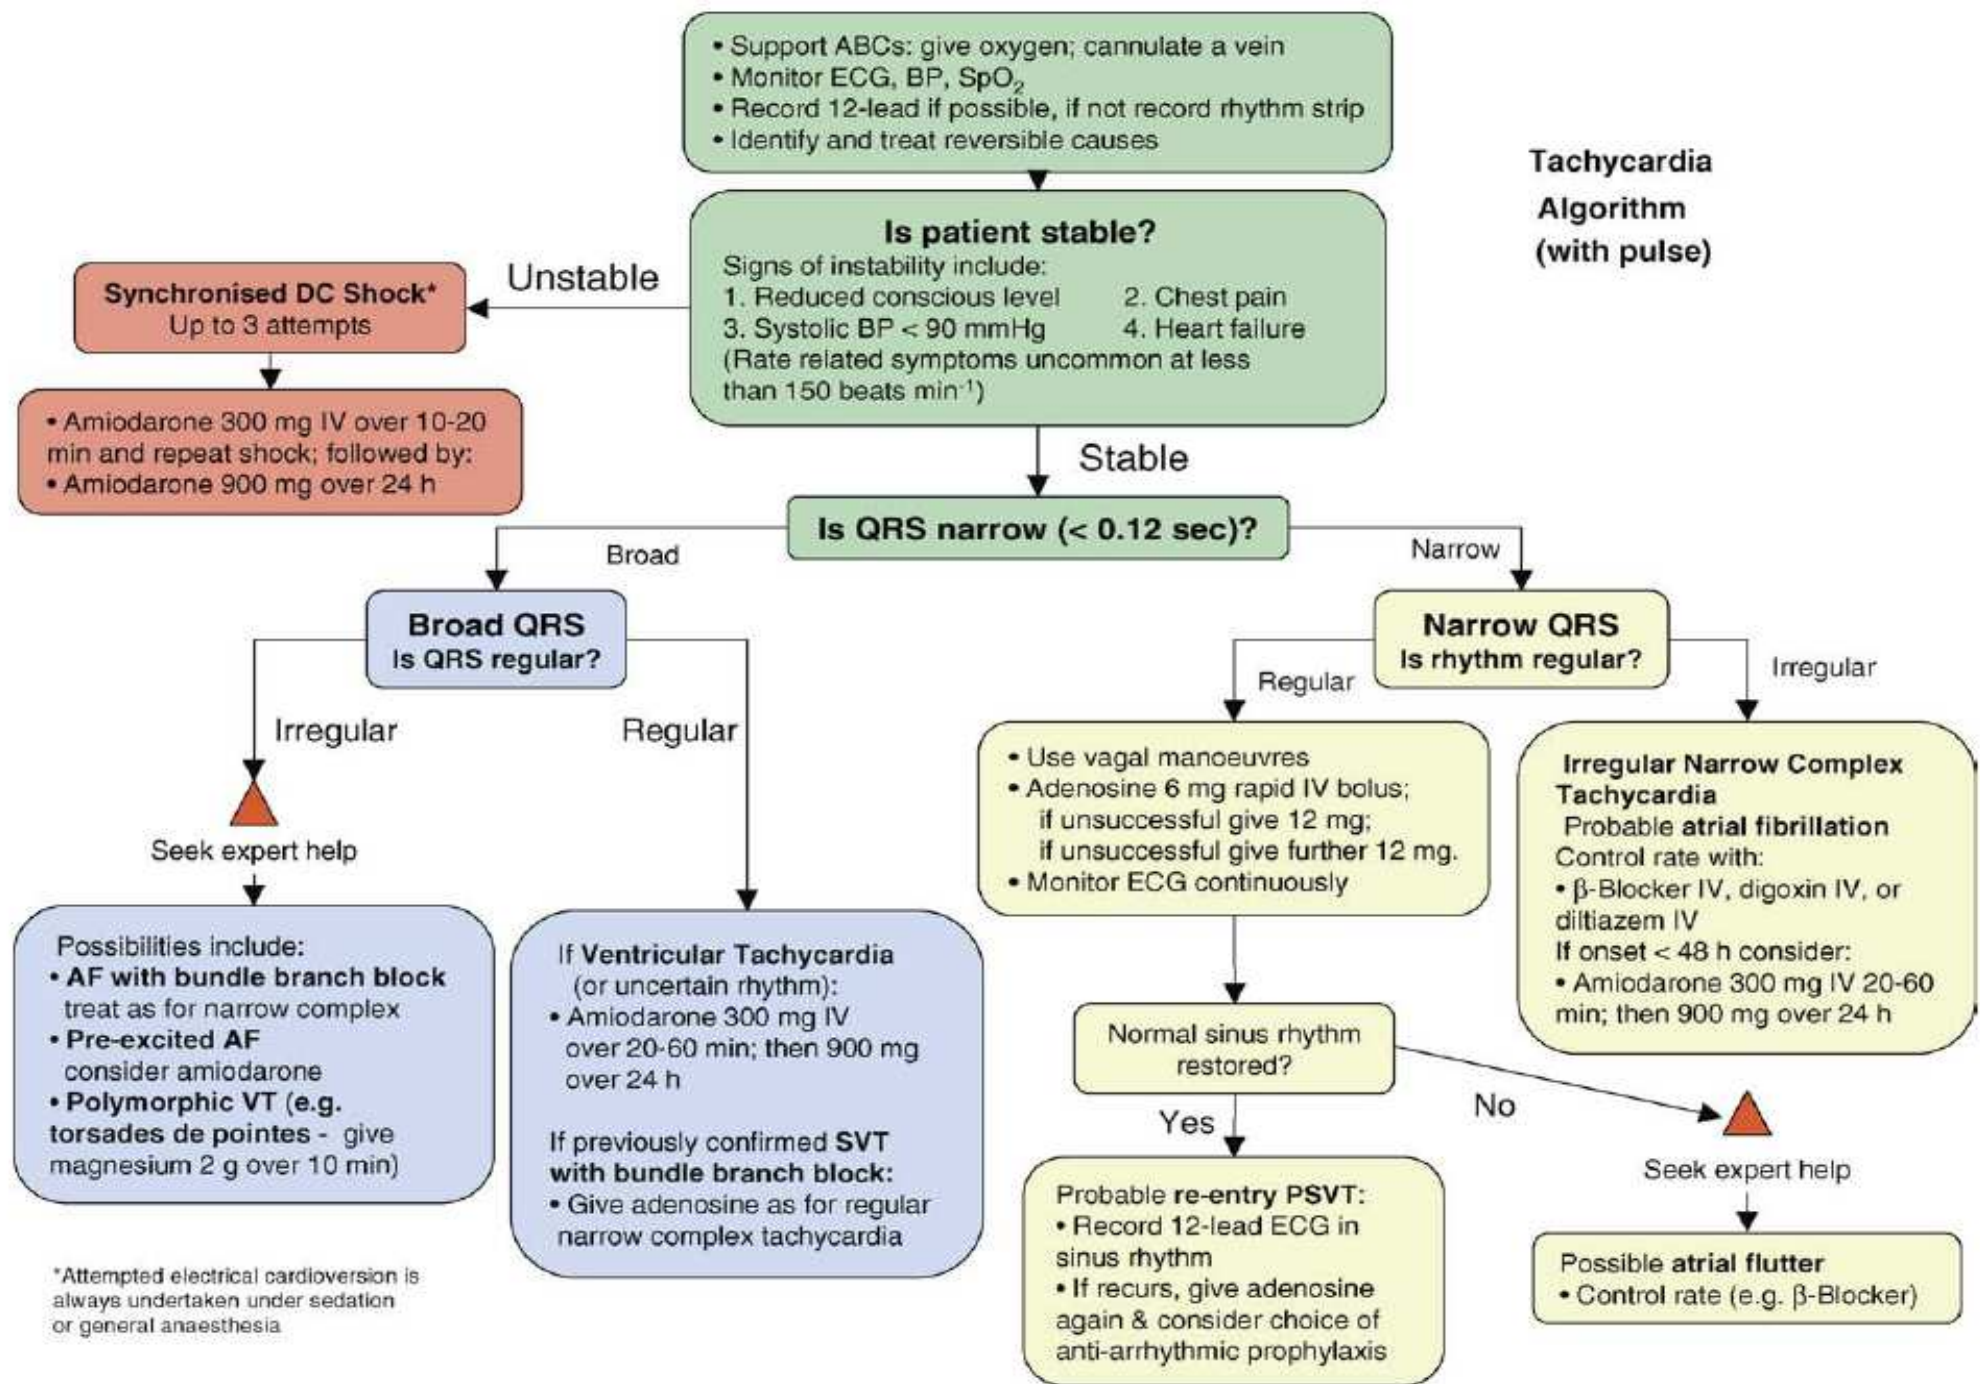 • Support ABCs: give oxygen; cannulate a vein
• Monitor ECG, BP, SpO₂
• Record 12-lead if possible, if not record rhythm strip
• Identify and treat reversible causes
Tachycardia
Algorithm
(with pulse)
Is patient stable?
Signs of instability include:
1. Reduced conscious level 2. Chest pain
3. Systolic BP < 90 mmHg 4. Heart failure
(Rate related symptoms uncommon at less
than 150 beats min⁻¹)
Unstable
Synchronised DC Shock*
Up to 3 attempts
• Amiodarone 300 mg IV over 10-20
min and repeat shock; followed by:
• Amiodarone 900 mg over 24 h
Stable
Is QRS narrow (< 0.12 sec)?
Broad
Narrow
Broad QRS
Is QRS regular?
Irregular
Regular
Seek expert help
Possibilities include:
• AF with bundle branch block
treat as for narrow complex
• Pre-excited AF
consider amiodarone
• Polymorphic VT (e.g.
torsades de pointes - give
magnesium 2 g over 10 min)
If Ventricular Tachycardia
(or uncertain rhythm):
• Amiodarone 300 mg IV
over 20-60 min; then 900 mg
over 24 h
If previously confirmed SVT
with bundle branch block:
• Give adenosine as for regular
narrow complex tachycardia
Narrow QRS
Is rhythm regular?
Regular
Irregular
• Use vagal manoeuvres
• Adenosine 6 mg rapid IV bolus;
if unsuccessful give 12 mg;
if unsuccessful give further 12 mg.
• Monitor ECG continuously
Irregular Narrow Complex
Tachycardia
Probable atrial fibrillation
Control rate with:
• β-Blocker IV, digoxin IV, or
diltiazem IV
If onset < 48 h consider:
• Amiodarone 300 mg IV 20-60
min; then 900 mg over 24 h
Normal sinus rhythm
restored?
Yes
No
Probable re-entry PSVT:
• Record 12-lead ECG in
sinus rhythm
• If recurs, give adenosine
again & consider choice of
anti-arrhythmic prophylaxis
Seek expert help
Possible atrial flutter
• Control rate (e.g. β-Blocker)
*Attempted electrical cardioversion is
always undertaken under sedation
or general anaesthesia